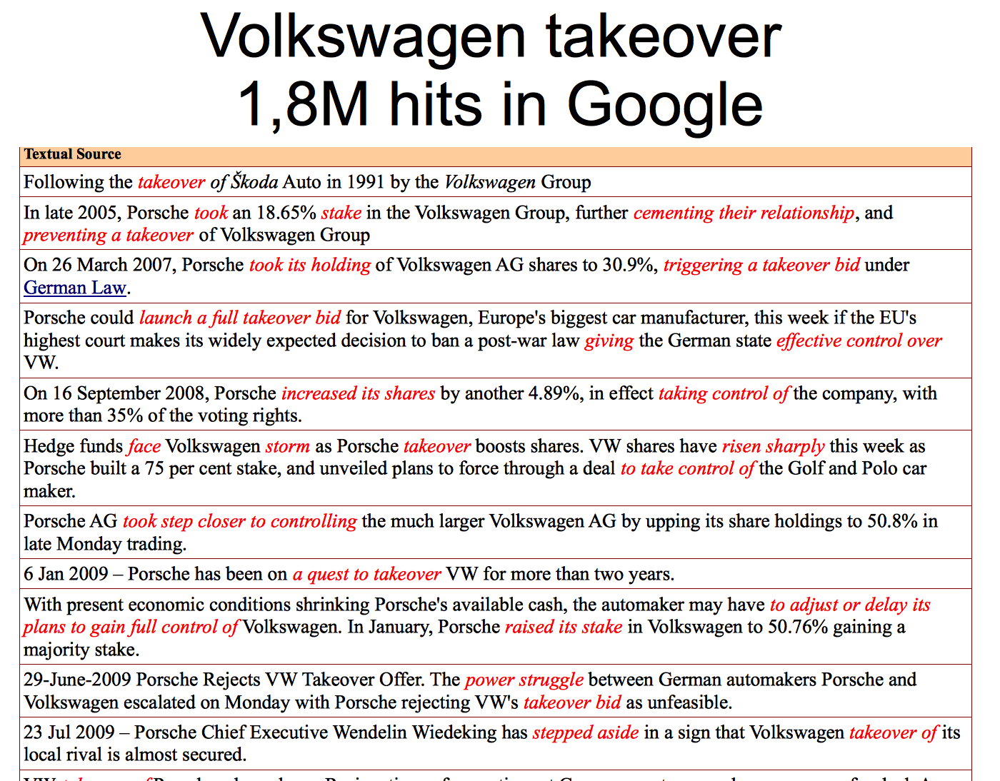 Volkswagen takeover
1,8M hits in Google
Textual Source
Following the takeover of Škoda Auto in 1991 by the Volkswagen Group
In late 2005, Porsche took an 18.65% stake in the Volkswagen Group, further cementing their relationship, and
preventing a takeover of Volkswagen Group
On 26 March 2007, Porsche took its holding of Volkswagen AG shares to 30.9%, triggering a takeover bid under
German Law.
Porsche could launch a full takeover bid for Volkswagen, Europe's biggest car manufacturer, this week if the EU's
highest court makes its widely expected decision to ban a post-war law giving the German state effective control over
VW.
On 16 September 2008, Porsche increased its shares by another 4.89%, in effect taking control of the company, with
more than 35% of the voting rights.
Hedge funds face Volkswagen storm as Porsche takeover boosts shares. VW shares have risen sharply this week as
Porsche built a 75 per cent stake, and unveiled plans to force through a deal to take control of the Golf and Polo car
maker.
Porsche AG took step closer to controlling the much larger Volkswagen AG by upping its share holdings to 50.8% in
late Monday trading.
6 Jan 2009 – Porsche has been on a quest to takeover VW for more than two years.
With present economic conditions shrinking Porsche's available cash, the automaker may have to adjust or delay its
plans to gain full control of Volkswagen. In January, Porsche raised its stake in Volkswagen to 50.76% gaining a
majority stake.
29-June-2009 Porsche Rejects VW Takeover Offer. The power struggle between German automakers Porsche and
Volkswagen escalated on Monday with Porsche rejecting VW's takeover bid as unfeasible.
23 Jul 2009 – Porsche Chief Executive Wendelin Wiedeking has stepped aside in a sign that Volkswagen takeover of its
local rival is almost secured.